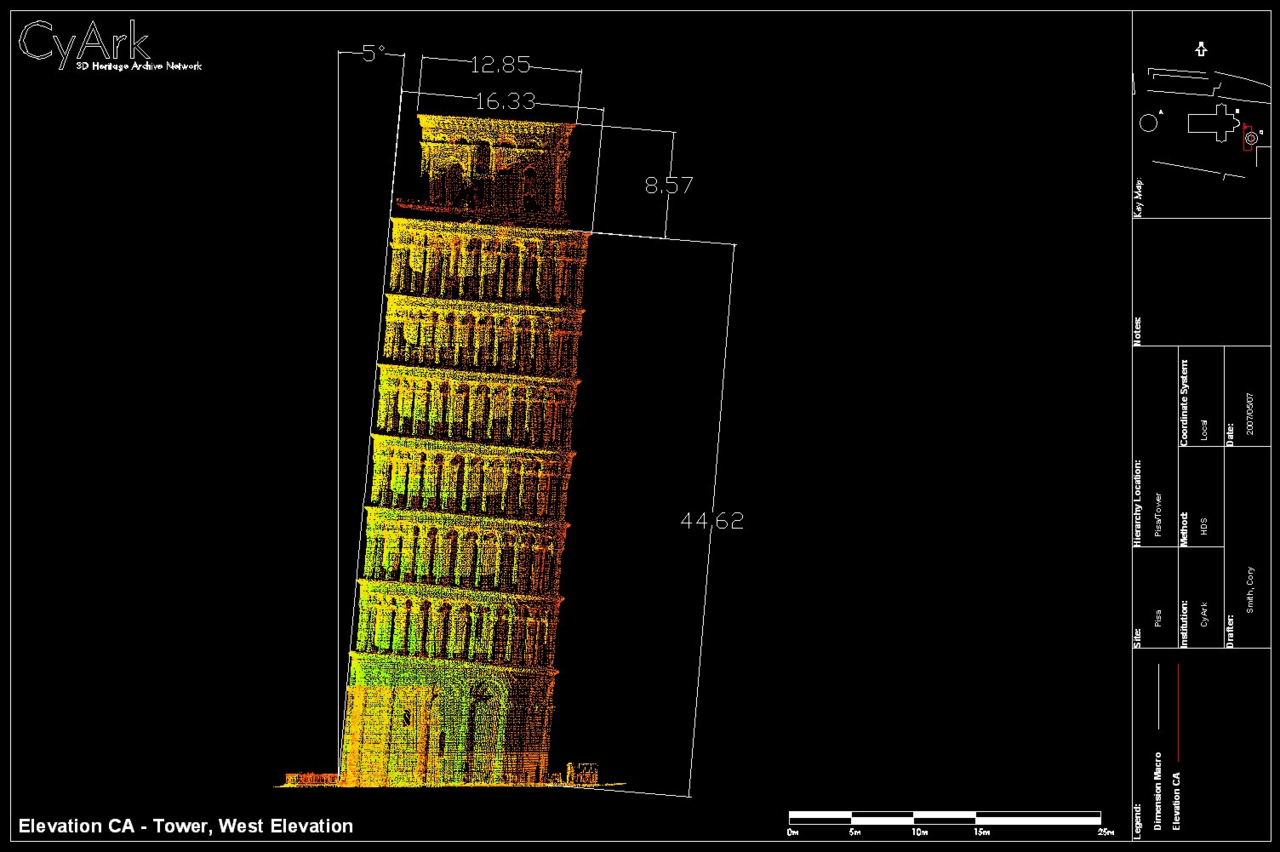 CyArk
3D Heritage Archive Network
5°
12.85
16.33
8.57
44.62
Elevation CA - Tower, West Elevation
0m 5m 10m 15m 25m
Key Map:
A
B
Notes:
Hierarchy Location:
Pisa/Tower
Coordinate System:
Local
Method:
HDS
Date:
2007/05/07
Site:
Pisa
Institution:
CyArk
Drafter:
Smith, Cory
Legend:
Dimension Macro
Elevation CA